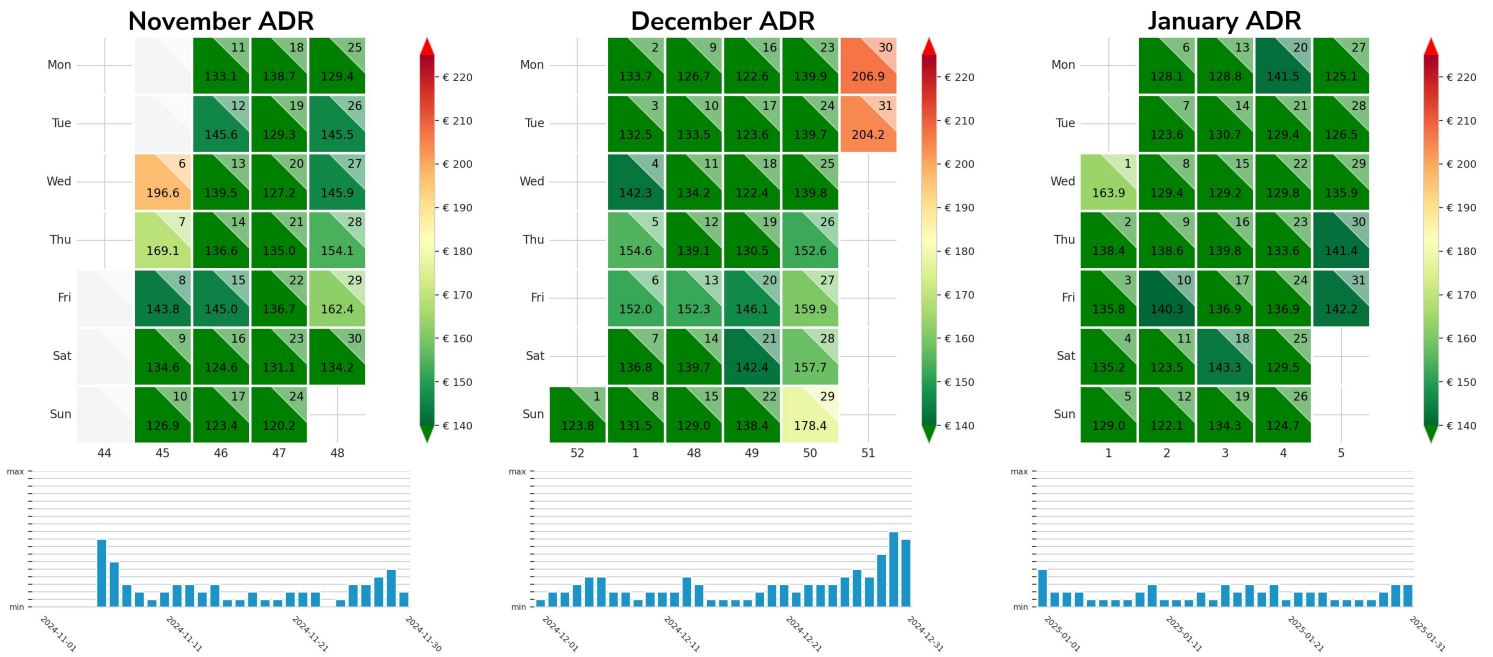 November ADR
December ADR
January ADR
11 18 25
Mon 133.1 138.7 129.4
12 19 26
Tue 145.6 129.3 145.5
6 13 20 27
Wed 196.6 139.5 127.2 145.9
7 14 21 28
Thu 169.1 136.6 135.0 154.1
8 15 22 29
Fri 143.8 145.0 136.7 162.4
9 16 23 30
Sat 134.6 124.6 131.1 134.2
10 17 24
Sun 126.9 123.4 120.2
44 45 46 47 48
€ 220
€ 210
€ 200
€ 190
€ 180
€ 170
€ 160
€ 150
€ 140
max
min
2024-11-01 2024-11-11 2024-11-21 2024-11-30
2 9 16 23 30
Mon 133.7 126.7 122.6 139.9 206.9
3 10 17 24 31
Tue 132.5 133.5 123.6 139.7 204.2
4 11 18 25
Wed 142.3 134.2 122.4 139.8
5 12 19 26
Thu 154.6 139.1 130.5 152.6
6 13 20 27
Fri 152.0 152.3 146.1 159.9
7 14 21 28
Sat 136.8 139.7 142.4 157.7
1 8 15 22 29
Sun 123.8 131.5 129.0 138.4 178.4
52 1 48 49 50 51
€ 220
€ 210
€ 200
€ 190
€ 180
€ 170
€ 160
€ 150
€ 140
max
min
2024-12-01 2024-12-11 2024-12-21 2024-12-31
6 13 20 27
Mon 128.1 128.8 141.5 125.1
7 14 21 28
Tue 123.6 130.7 129.4 126.5
1 8 15 22 29
Wed 163.9 129.4 129.2 129.8 135.9
2 9 16 23 30
Thu 138.4 138.6 139.8 133.6 141.4
3 10 17 24 31
Fri 135.8 140.3 136.9 136.9 142.2
4 11 18 25
Sat 135.2 123.5 143.3 129.5
5 12 19 26
Sun 129.0 122.1 134.3 124.7
1 2 3 4 5
€ 220
€ 210
€ 200
€ 190
€ 180
€ 170
€ 160
€ 150
€ 140
max
min
2025-01-01 2025-01-11 2025-01-21 2025-01-31